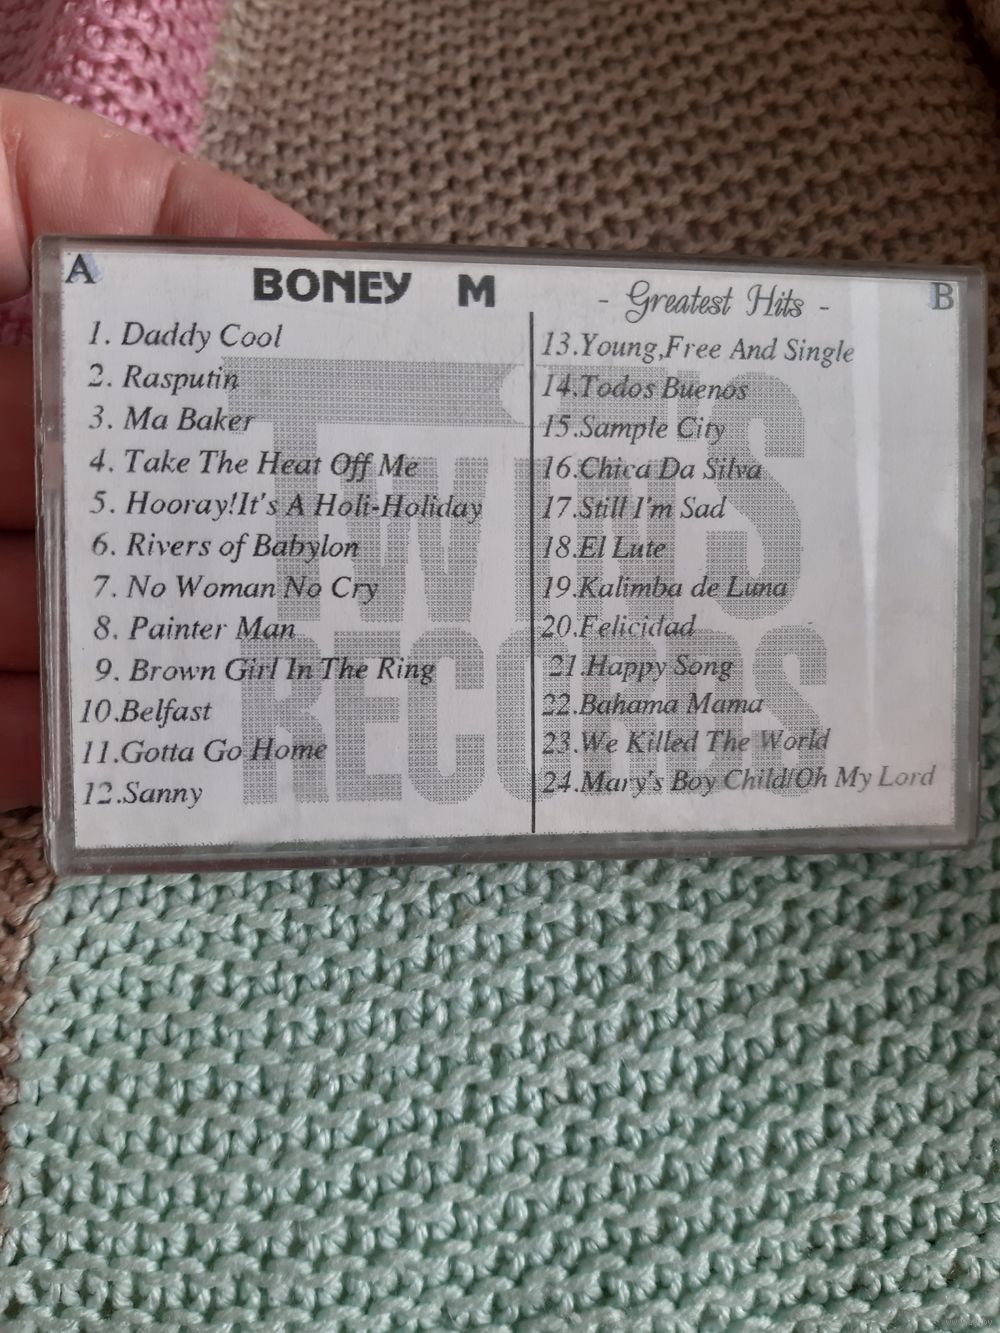 A
BONEY M
1. Daddy Cool
2. Rasputin
3. Ma Baker
4. Take The Heat Off Me
5. Hooray!It's A Holi-Holiday
6. Rivers of Babylon
7. No Woman No Cry
8. Painter Man
9. Brown Girl In The Ring
10.Belfast
11.Gotta Go Home
12.Sanny
- Greatest Hits -
B
13.Young,Free And Single
14.Todos Buenos
15.Sample City
16.Chica Da Silva
17.Still I'm Sad
18.El Lute
19.Kalimba de Luna
20.Felicidad
21.Happy Song
22.Bahama Mama
23.We Killed The World
24.Mary's Boy Child/Oh My Lord
TWIN'S
RECORDS